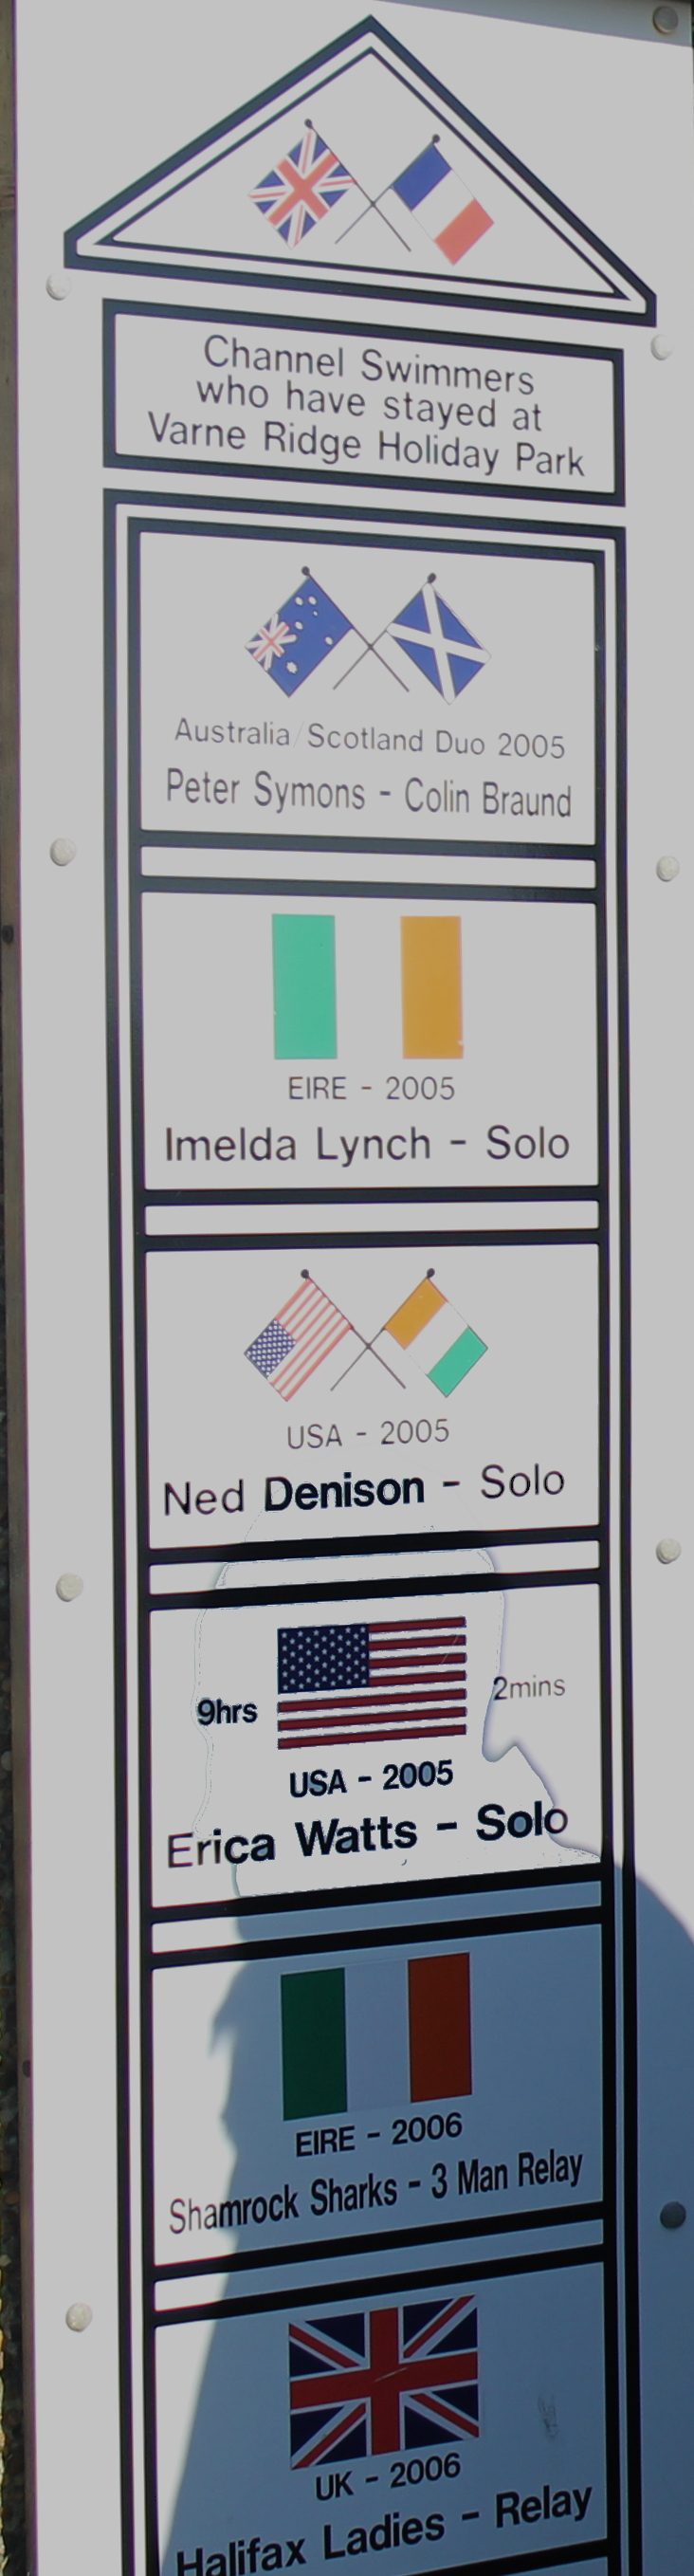 Channel Swimmers
who have stayed at
Varne Ridge Holiday Park
Australia/Scotland Duo 2005
Peter Symons - Colin Braund
EIRE - 2005
Imelda Lynch - Solo
USA - 2005
Ned Denison - Solo
9hrs 2mins
USA - 2005
Erica Watts - Solo
EIRE - 2006
Shamrock Sharks - 3 Man Relay
UK - 2006
Halifax Ladies - Relay